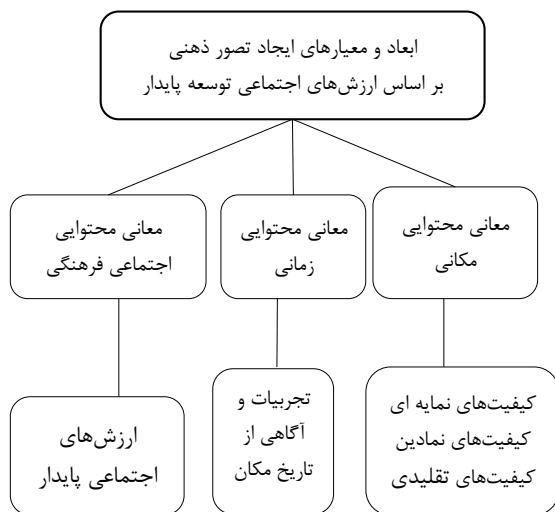 ابعاد و معیارهای ایجاد تصور ذهنی
بر اساس ارزش‌های اجتماعی توسعه پایدار
معانی محتوایی
مکانی
معانی محتوایی
زمانی
معانی محتوایی
اجتماعی فرهنگی
کیفیت‌های نمایه ای
کیفیت‌های نمادین
کیفیت‌های تقلیدی
تجربیات و
آگاهی از
تاریخ مکان
ارزش‌های
اجتماعی پایدار